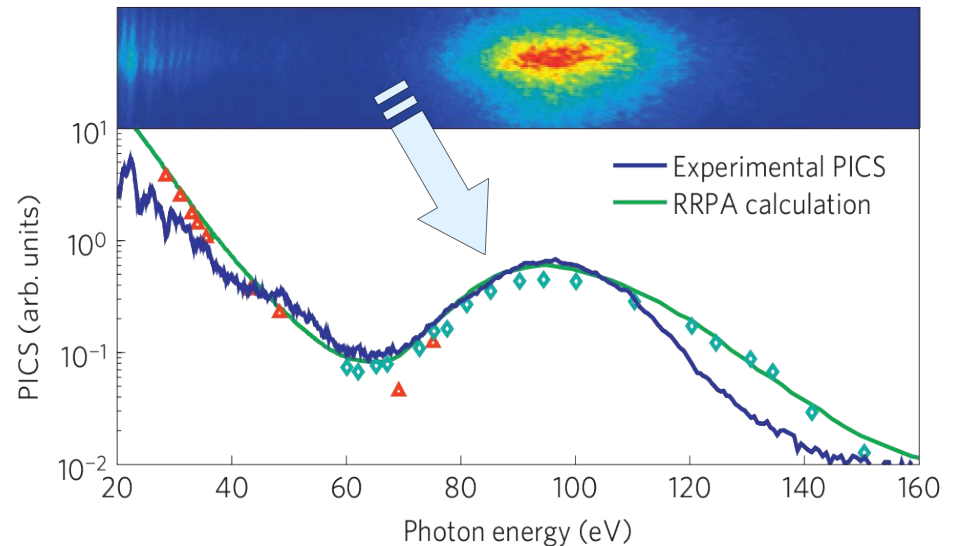 10¹
10⁰
10⁻¹
10⁻²
PICS (arb. units)
Experimental PICS
RRPA calculation
20 40 60 80 100 120 140 160
Photon energy (eV)